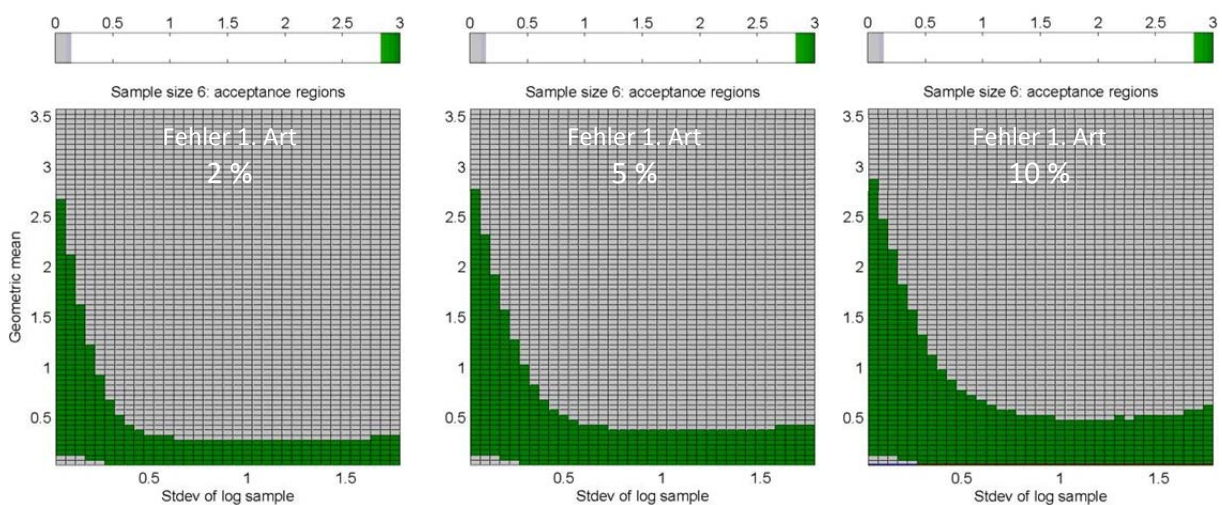 0 0.5 1 1.5 2 2.5 3
0 0.5 1 1.5 2 2.5 3
0 0.5 1 1.5 2 2.5 3
Sample size 6: acceptance regions
Sample size 6: acceptance regions
Sample size 6: acceptance regions
Geometric mean
3.5
3
2.5
2
1.5
1
0.5
Fehler 1. Art
2 %
0.5 1 1.5
Stdev of log sample
3.5
3
2.5
2
1.5
1
0.5
Fehler 1. Art
5 %
0.5 1 1.5
Stdev of log sample
3.5
3
2.5
2
1.5
1
0.5
Fehler 1. Art
10 %
0.5 1 1.5
Stdev of log sample